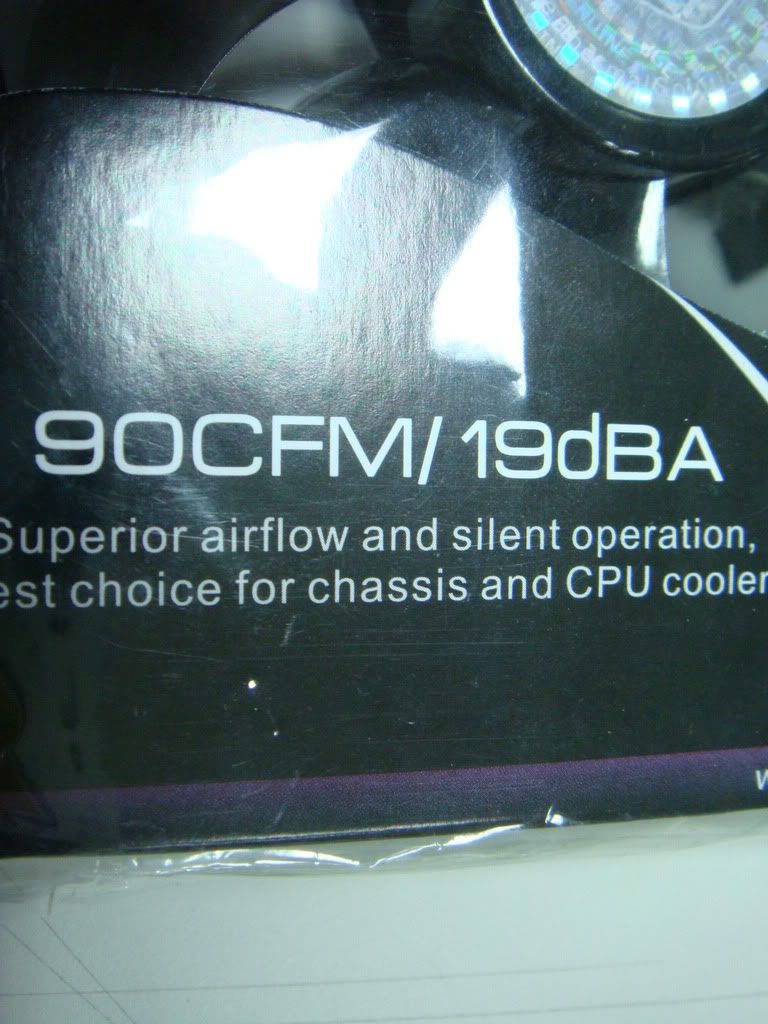 90CFM/19dBA
Superior airflow and silent operation,
est choice for chassis and CPU cooler
w